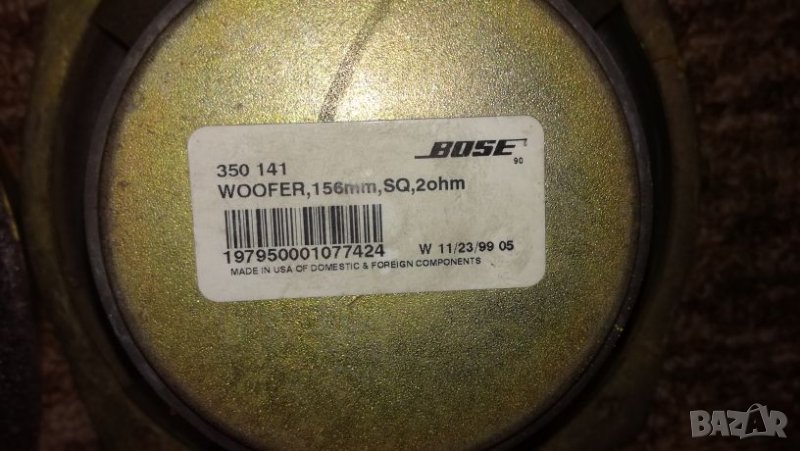 BOSE
90
350 141
WOOFER,156mm,SQ,2ohm
197950001077424 W 11/23/99 05
MADE IN USA OF DOMESTIC & FOREIGN COMPONENTS
BAZAR